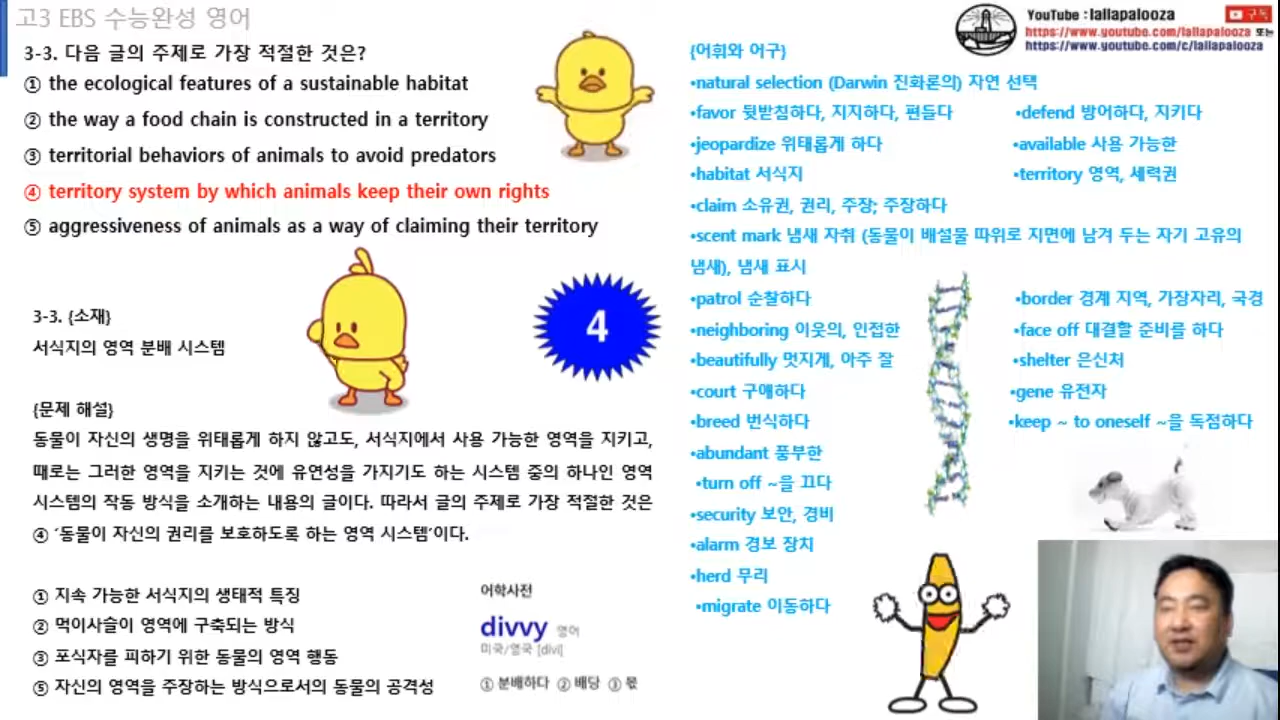 고3 EBS 수능완성 영어
YouTube : lallapalooza
구독
https://www.youtube.com/lallapalooza 또는
https://www.youtube.com/c/lallapalooza
3-3. 다음 글의 주제로 가장 적절한 것은?
① the ecological features of a sustainable habitat
② the way a food chain is constructed in a territory
③ territorial behaviors of animals to avoid predators
④ territory system by which animals keep their own rights
⑤ aggressiveness of animals as a way of claiming their territory
3-3. {소재}
서식지의 영역 분배 시스템
4
{문제 해설}
동물이 자신의 생명을 위태롭게 하지 않고도, 서식지에서 사용 가능한 영역을 지키고,
때로는 그러한 영역을 지키는 것에 유연성을 가지기도 하는 시스템 중의 하나인 영역
시스템의 작동 방식을 소개하는 내용의 글이다. 따라서 글의 주제로 가장 적절한 것은
④ ‘동물이 자신의 권리를 보호하도록 하는 영역 시스템’이다.
① 지속 가능한 서식지의 생태적 특징
② 먹이사슬이 영역에 구축되는 방식
③ 포식자를 피하기 위한 동물의 영역 행동
⑤ 자신의 영역을 주장하는 방식으로서의 동물의 공격성
어학사전
divvy 영어
미국/영국 [divi]
① 분배하다 ② 배당 ③ 몫
{어휘와 어구}
•natural selection (Darwin 진화론의) 자연 선택
•favor 뒷받침하다, 지지하다, 편들다 •defend 방어하다, 지키다
•jeopardize 위태롭게 하다 •available 사용 가능한
•habitat 서식지 •territory 영역, 세력권
•claim 소유권, 권리, 주장; 주장하다
•scent mark 냄새 자취 (동물이 배설물 따위로 지면에 남겨 두는 자기 고유의
냄새), 냄새 표시
•patrol 순찰하다 •border 경계 지역, 가장자리, 국경
•neighboring 이웃의, 인접한 •face off 대결할 준비를 하다
•beautifully 멋지게, 아주 잘 •shelter 은신처
•court 구애하다 •gene 유전자
•breed 번식하다 •keep ~ to oneself ~을 독점하다
•abundant 풍부한
•turn off ~을 끄다
•security 보안, 경비
•alarm 경보 장치
•herd 무리
•migrate 이동하다